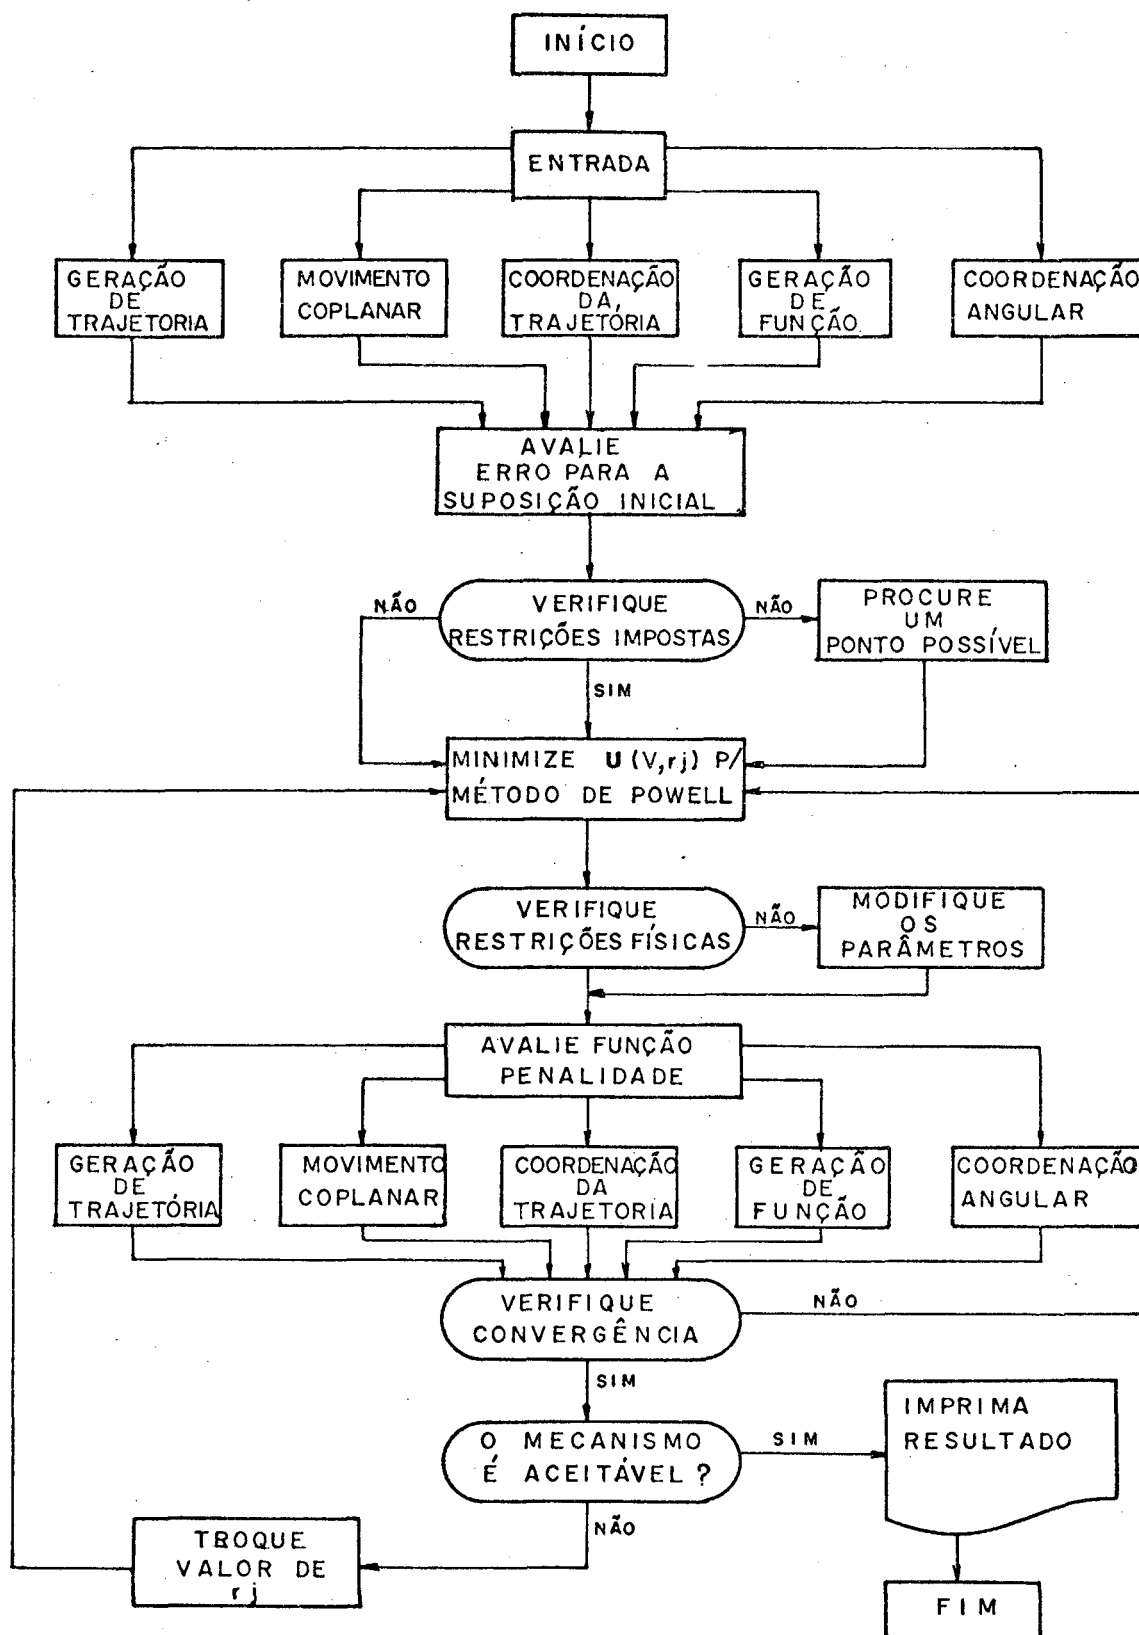 INÍCIO
ENTRADA
GERAÇÃO
DE
TRAJETORIA
MOVIMENTO
COPLANAR
COORDENAÇÃO
DA
TRAJETÓRIA
GERAÇÃO
DE
FUNÇÃO
COORDENAÇÃO
ANGULAR
AVALIE
ERRO PARA A
SUPOSIÇÃO INICIAL
NÃO
VERIFIQUE
RESTRIÇÕES IMPOSTAS
NÃO
PROCURE
UM
PONTO POSSÍVEL
SIM
MINIMIZE U (V,rj) P/
MÉTODO DE POWELL
VERIFIQUE
RESTRIÇÕES FÍSICAS
NÃO
MODIFIQUE
OS
PARÂMETROS
AVALIE FUNÇÃO
PENALIDADE
GERAÇÃO
DE
TRAJETÓRIA
MOVIMENTO
COPLANAR
COORDENAÇÃO
DA
TRAJETORIA
GERAÇÃO
DE
FUNÇÃO
COORDENAÇÃO
ANGULAR
VERIFIQUE
CONVERGÊNCIA
NÃO
SIM
O MECANISMO
É ACEITÁVEL ?
SIM
IMPRIMA
RESULTADO
NÃO
TROQUE
VALOR DE
rj
FIM